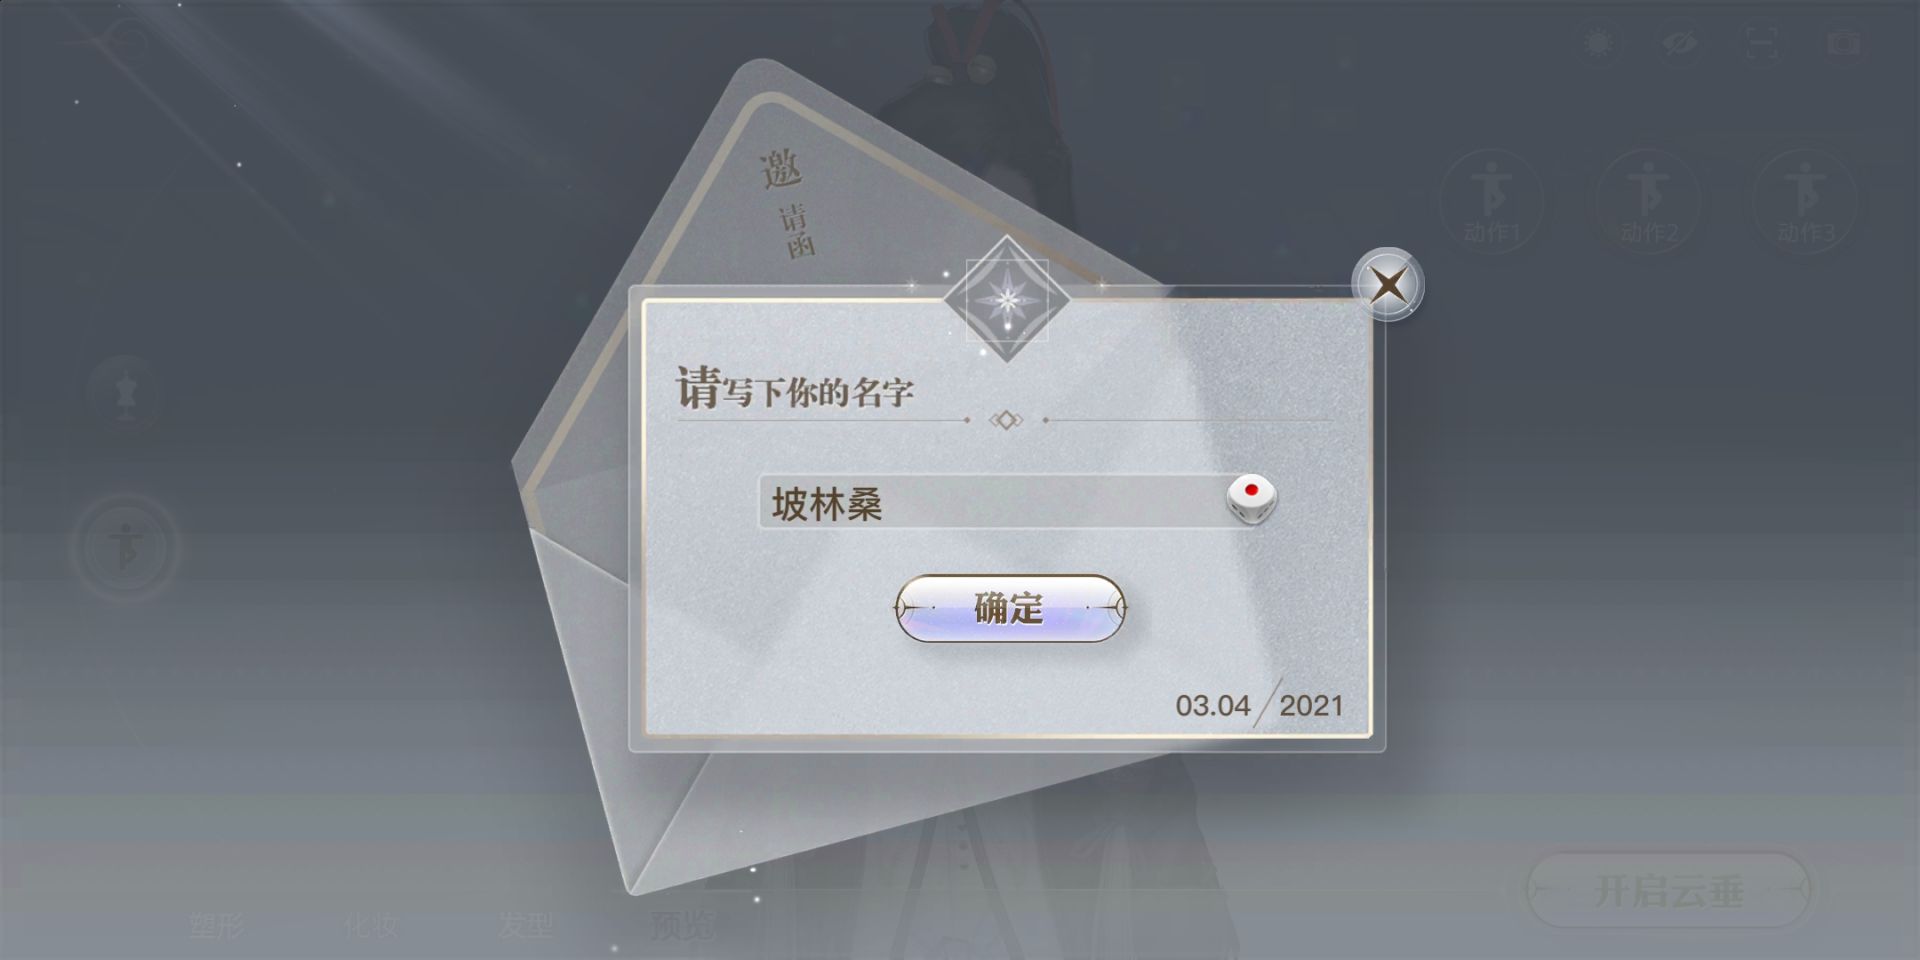 邀
请
函
动作1
动作2
动作3
请写下你的名字
坡林桑
确定
03.04/2021
开启云垂
塑形
化妆
发型
预览